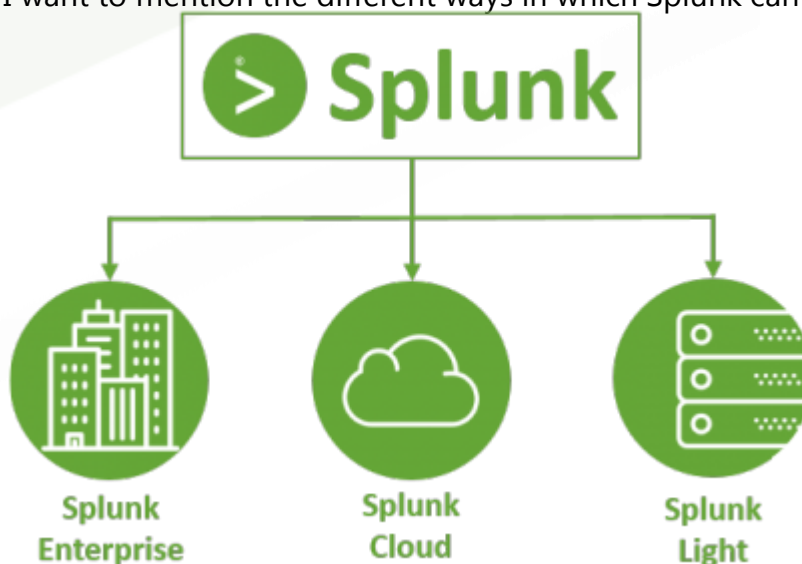 I want to mention the different ways in which Splunk can
Splunk
Splunk
Enterprise
Splunk
Cloud
Splunk
Light